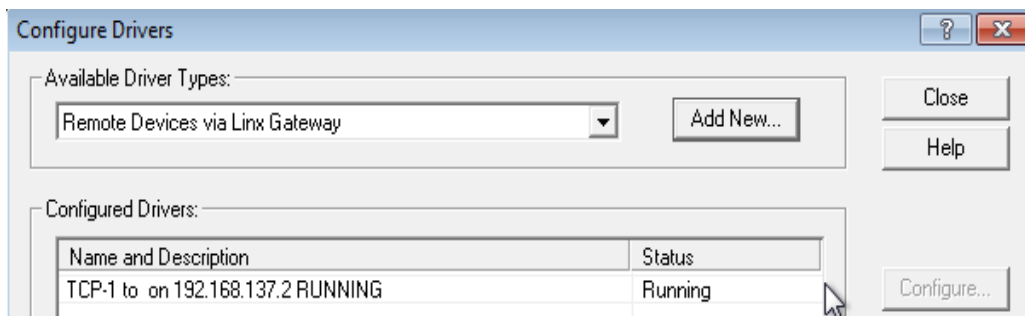 Configure Drivers
Available Driver Types:
Remote Devices via Linx Gateway
Add New...
Close
Help
Configured Drivers:
Name and Description Status
TCP-1 to on 192.168.137.2 RUNNING Running
Configure...